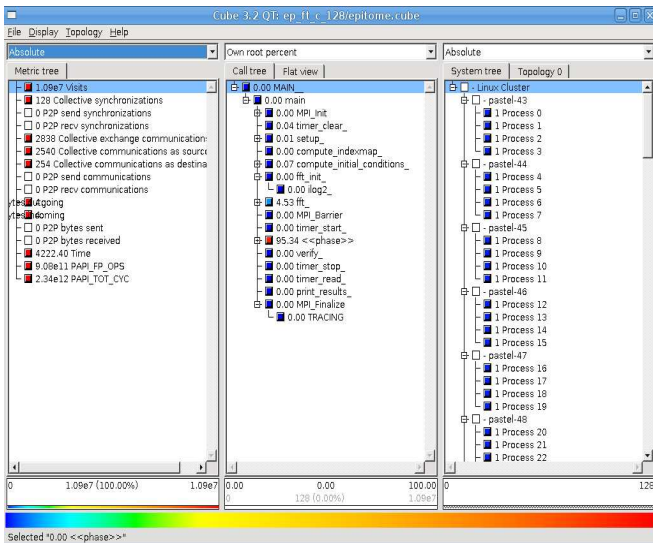 Cube 3.2 QT: ep_ft_c_128/epitome.cube
File Display Topology Help
Absolute
Own root percent
Absolute
Metric tree
Call tree
Flat view
System tree
Topology 0
1.09e7 Visits
128 Collective synchronizations
0 P2P send synchronizations
0 P2P recv synchronizations
2838 Collective exchange communications
2540 Collective communications as source
254 Collective communications as destina
0 P2P send communications
0 P2P recv communications
0 P2P bytes sent
0 P2P bytes received
4222.40 Time
9.08e11 PAPI_FP_OPS
2.34e12 PAPI_TOT_CYC
0.00 MAIN__
0.00 main
0.00 MPI_Init
0.04 timer_clear_
0.01 setup_
0.00 compute_indexmap_
0.07 compute_initial_conditions_
0.00 fft_init_
0.00 ilog2_
4.53 fft_
0.00 MPI_Barrier
0.00 timer_start_
95.34 <<phase>>
0.00 verify_
0.00 timer_stop_
0.00 timer_read_
0.00 print_results_
0.00 MPI_Finalize
0.00 TRACING
- Linux Cluster
- pastel-43
1 Process 0
1 Process 1
1 Process 2
1 Process 3
- pastel-44
1 Process 4
1 Process 5
1 Process 6
1 Process 7
- pastel-45
1 Process 8
1 Process 9
1 Process 10
1 Process 11
- pastel-46
1 Process 12
1 Process 13
1 Process 14
1 Process 15
- pastel-47
1 Process 16
1 Process 17
1 Process 18
1 Process 19
- pastel-48
1 Process 20
1 Process 21
1 Process 22
0 1.09e7 (100.00%) 1.09e7
0.00 0.00 100.00
0 128 (0.00%) 1.09e7
0 128
Selected "0.00 <<phase>>"